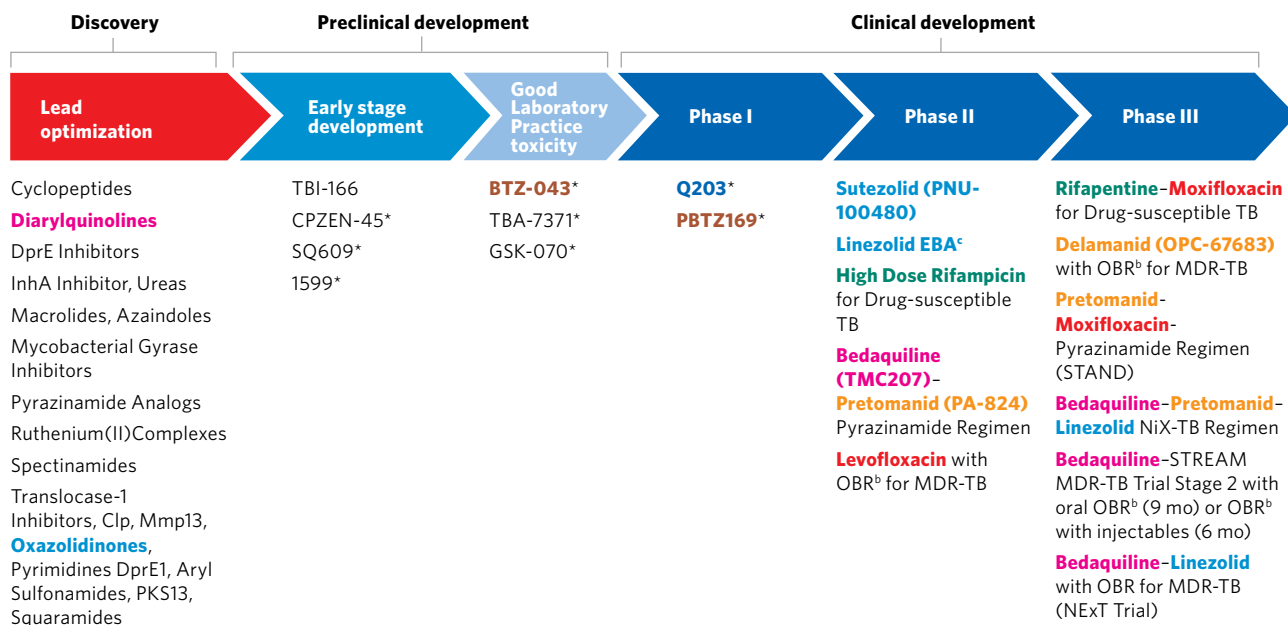 Discovery
Preclinical development
Clinical development
Lead
optimization
Early stage
development
Good
Laboratory
Practice
toxicity
Phase I
Phase II
Phase III
Cyclopeptides
Diarylquinolines
DprE Inhibitors
InhA Inhibitor, Ureas
Macrolides, Azaindoles
Mycobacterial Gyrase
Inhibitors
Pyrazinamide Analogs
Ruthenium(II)Complexes
Spectinamides
Translocase-1
Inhibitors, Clp, Mmp13,
Oxazolidinones,
Pyrimidines DprE1, Aryl
Sulfonamides, PKS13,
Squaramides
TBI-166
CPZEN-45*
SQ609*
1599*
BTZ-043*
TBA-7371*
GSK-070*
Q203*
PBTZ169*
Sutezolid (PNU-
100480)
Linezolid EBAᶜ
High Dose Rifampicin
for Drug-susceptible
TB
Bedaquiline
(TMC207)–
Pretomanid (PA-824)
Pyrazinamide Regimen
Levofloxacin with
OBRᵇ for MDR-TB
Rifapentine–Moxifloxacin
for Drug-susceptible TB
Delamanid (OPC-67683)
with OBRᵇ for MDR-TB
Pretomanid-
Moxifloxacin-
Pyrazinamide Regimen
(STAND)
Bedaquiline–Pretomanid–
Linezolid NiX-TB Regimen
Bedaquiline–STREAM
MDR-TB Trial Stage 2 with
oral OBRᵇ (9 mo) or OBRᵇ
with injectables (6 mo)
Bedaquiline–Linezolid
with OBR for MDR-TB
(NExT Trial)